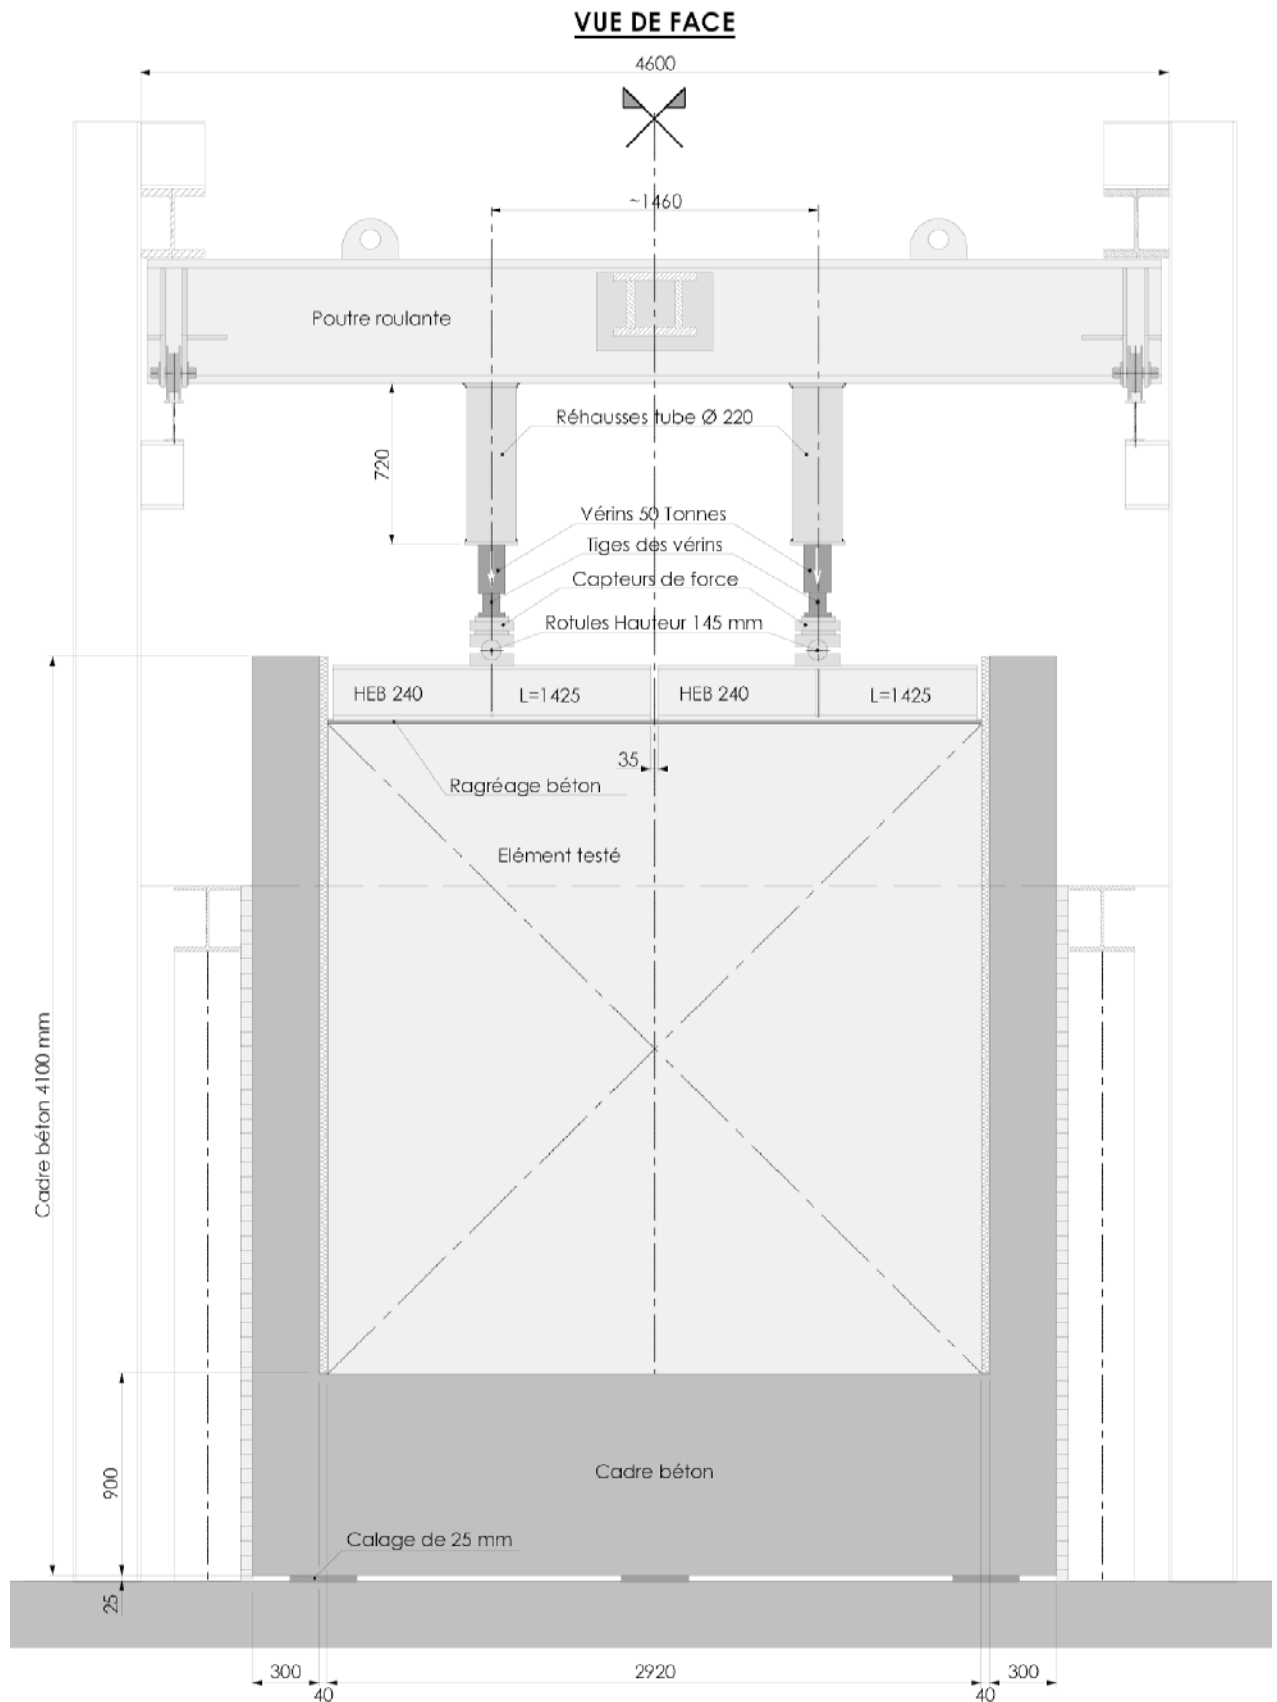 VUE DE FACE
4600
~1460
Poutre roulante
Réhausses tube Ø 220
720
Vérins 50 Tonnes
Tiges des vérins
Capteurs de force
Rotules Hauteur 145 mm
HEB 240 L=1425 HEB 240 L=1425
35
Ragréage béton
Elément testé
Cadre béton 4100 mm
Cadre béton
900
Calage de 25 mm
25
300 2920 300
40 40